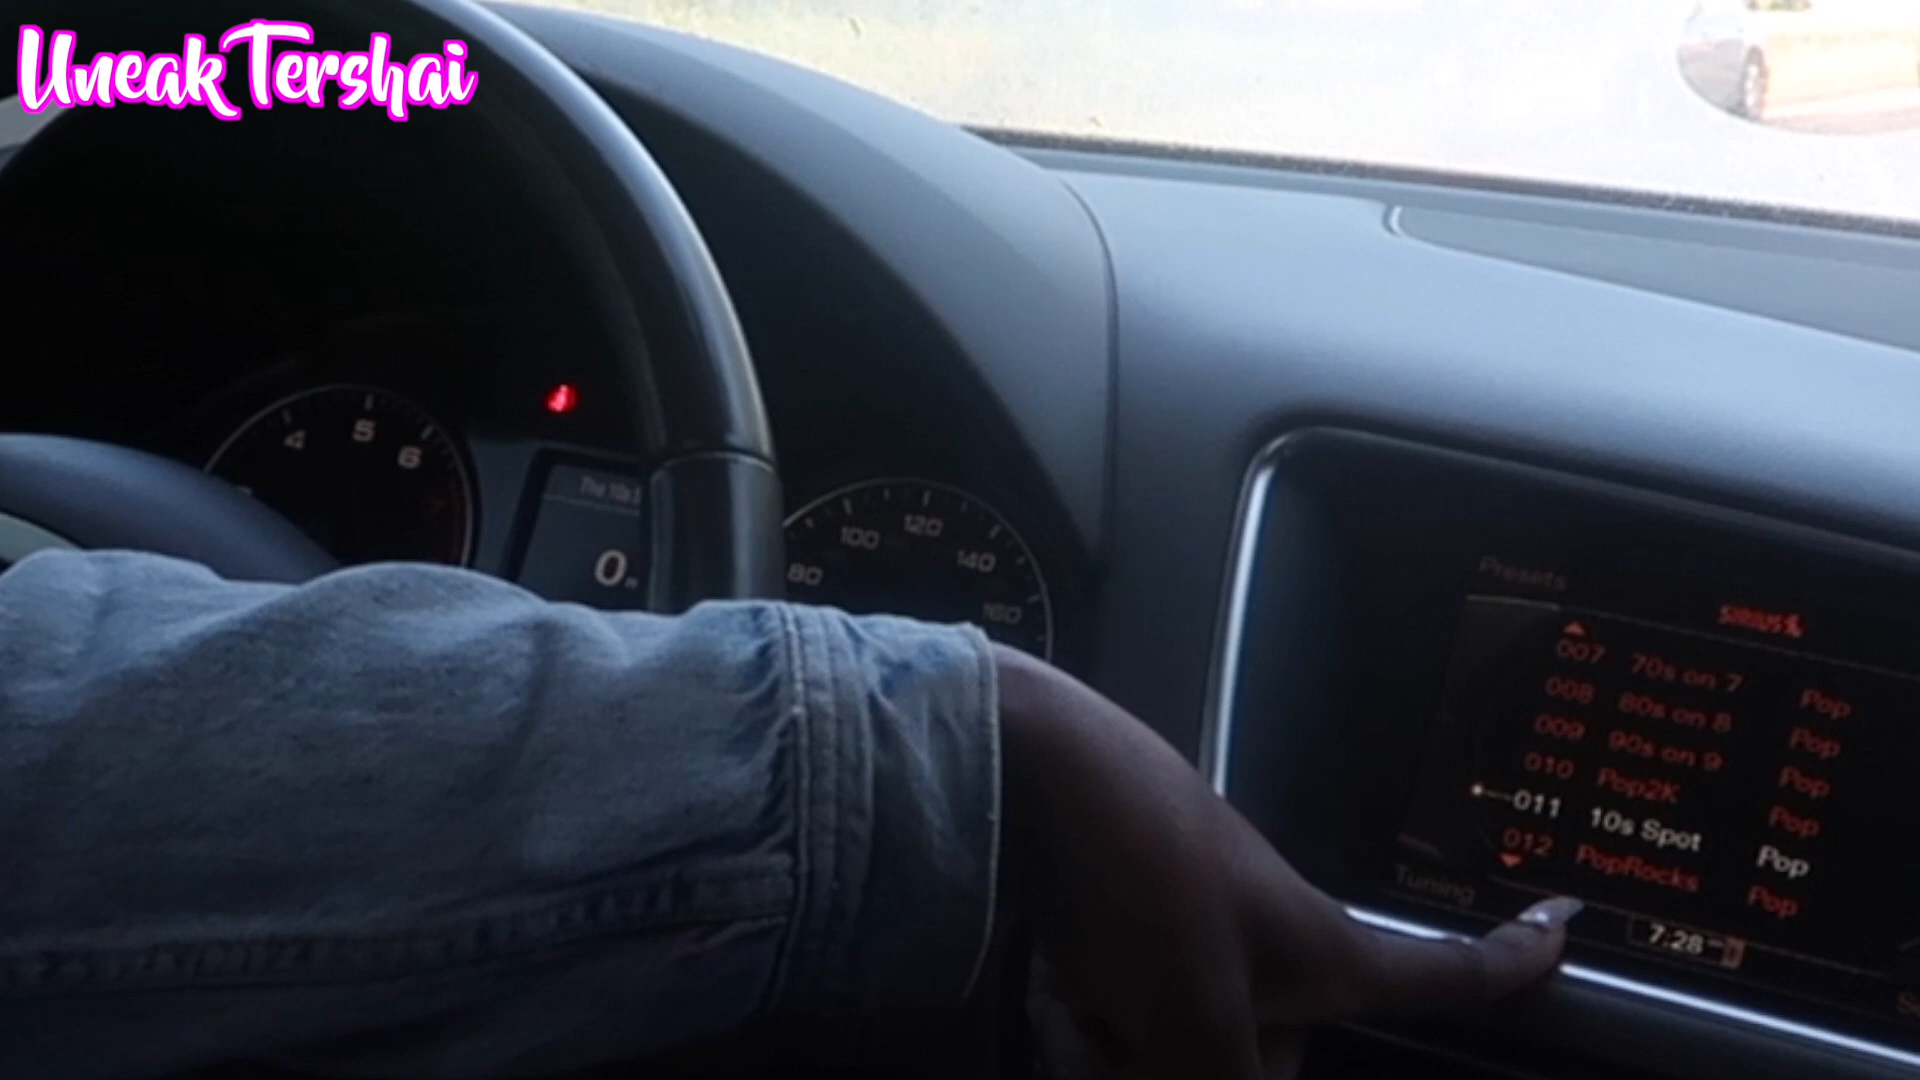 Uneak Tershai
4
5
6
The 10s
0
80
100
120
140
160
Presets
SIRIUS
007 70s on 7 Pop
008 80s on 8 Pop
009 90s on 9 Pop
010 Pop2K Pop
011 10s Spot Pop
012 PopRocks Pop
Tuning
7:28